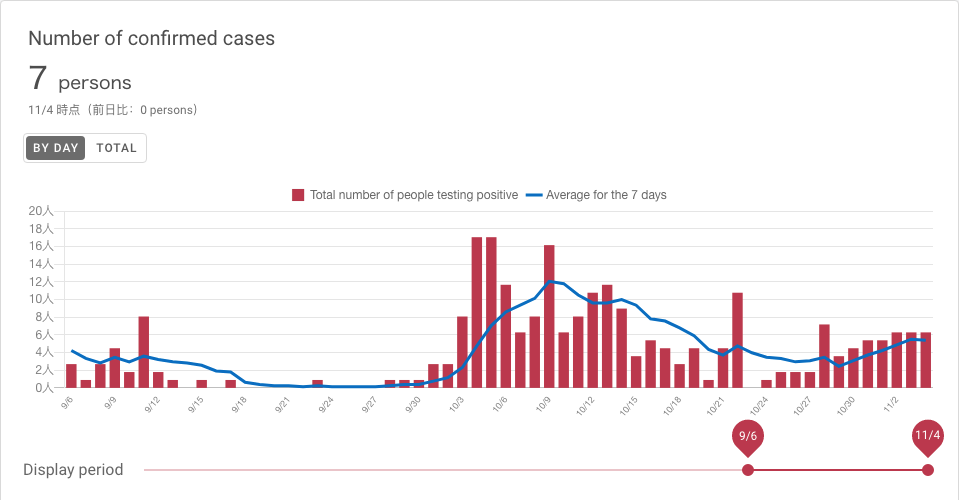 Number of confirmed cases
7 persons
11/4 時点（前日比：0 persons）
BY DAY TOTAL
Total number of people testing positive Average for the 7 days
20人
18人
16人
14人
12人
10人
8人
6人
4人
2人
0人
9/6 9/9 9/12 9/15 9/18 9/21 9/24 9/27 9/30 10/3 10/6 10/9 10/12 10/15 10/18 10/21 10/24 10/27 10/30 11/2
9/6 11/4
Display period